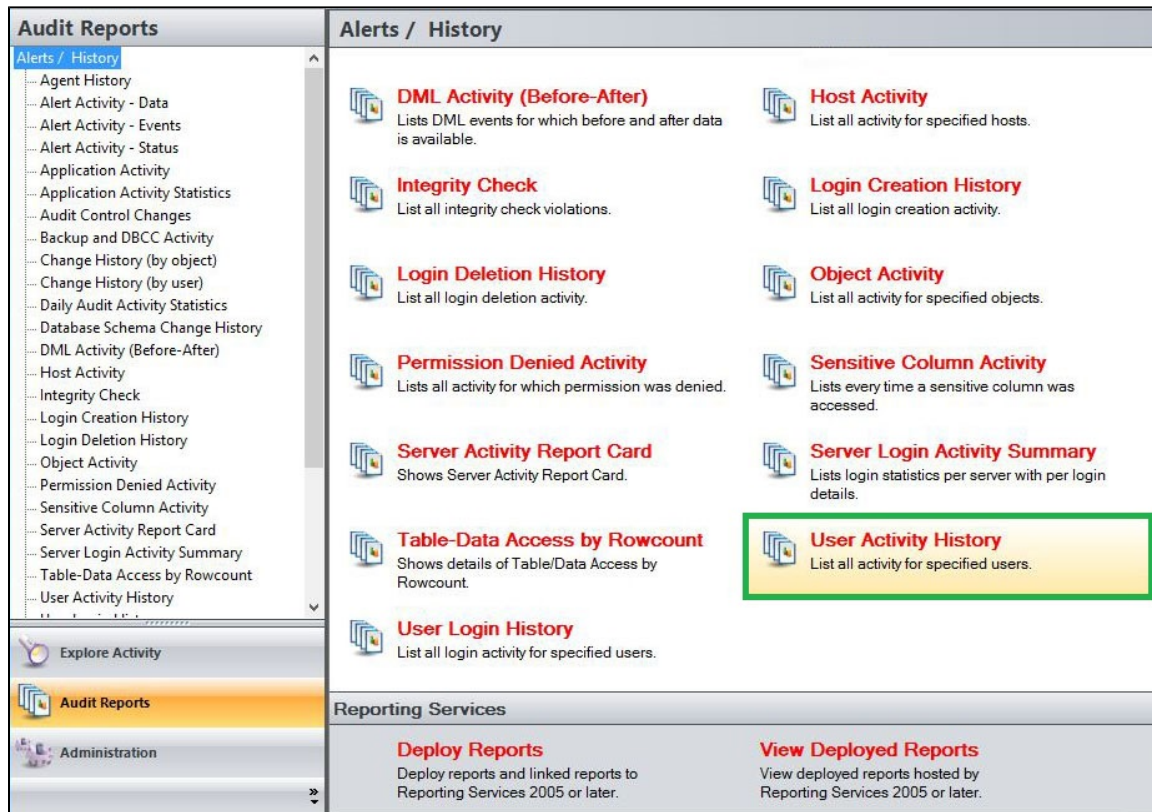 Audit Reports
Alerts / History
Agent History
Alert Activity - Data
Alert Activity - Events
Alert Activity - Status
Application Activity
Application Activity Statistics
Audit Control Changes
Backup and DBCC Activity
Change History (by object)
Change History (by user)
Daily Audit Activity Statistics
Database Schema Change History
DML Activity (Before-After)
Host Activity
Integrity Check
Login Creation History
Login Deletion History
Object Activity
Permission Denied Activity
Sensitive Column Activity
Server Activity Report Card
Server Login Activity Summary
Table-Data Access by Rowcount
User Activity History
Explore Activity
Audit Reports
Administration
Alerts / History
DML Activity (Before-After)
Lists DML events for which before and after data
is available.
Host Activity
List all activity for specified hosts.
Integrity Check
List all integrity check violations.
Login Creation History
List all login creation activity.
Login Deletion History
List all login deletion activity.
Object Activity
List all activity for specified objects.
Permission Denied Activity
Lists all activity for which permission was denied.
Sensitive Column Activity
Lists every time a sensitive column was
accessed.
Server Activity Report Card
Shows Server Activity Report Card.
Server Login Activity Summary
Lists login statistics per server with per login
details.
Table-Data Access by Rowcount
Shows details of Table/Data Access by
Rowcount.
User Activity History
List all activity for specified users.
User Login History
List all login activity for specified users.
Reporting Services
Deploy Reports
Deploy reports and linked reports to
Reporting Services 2005 or later.
View Deployed Reports
View deployed reports hosted by
Reporting Services 2005 or later.